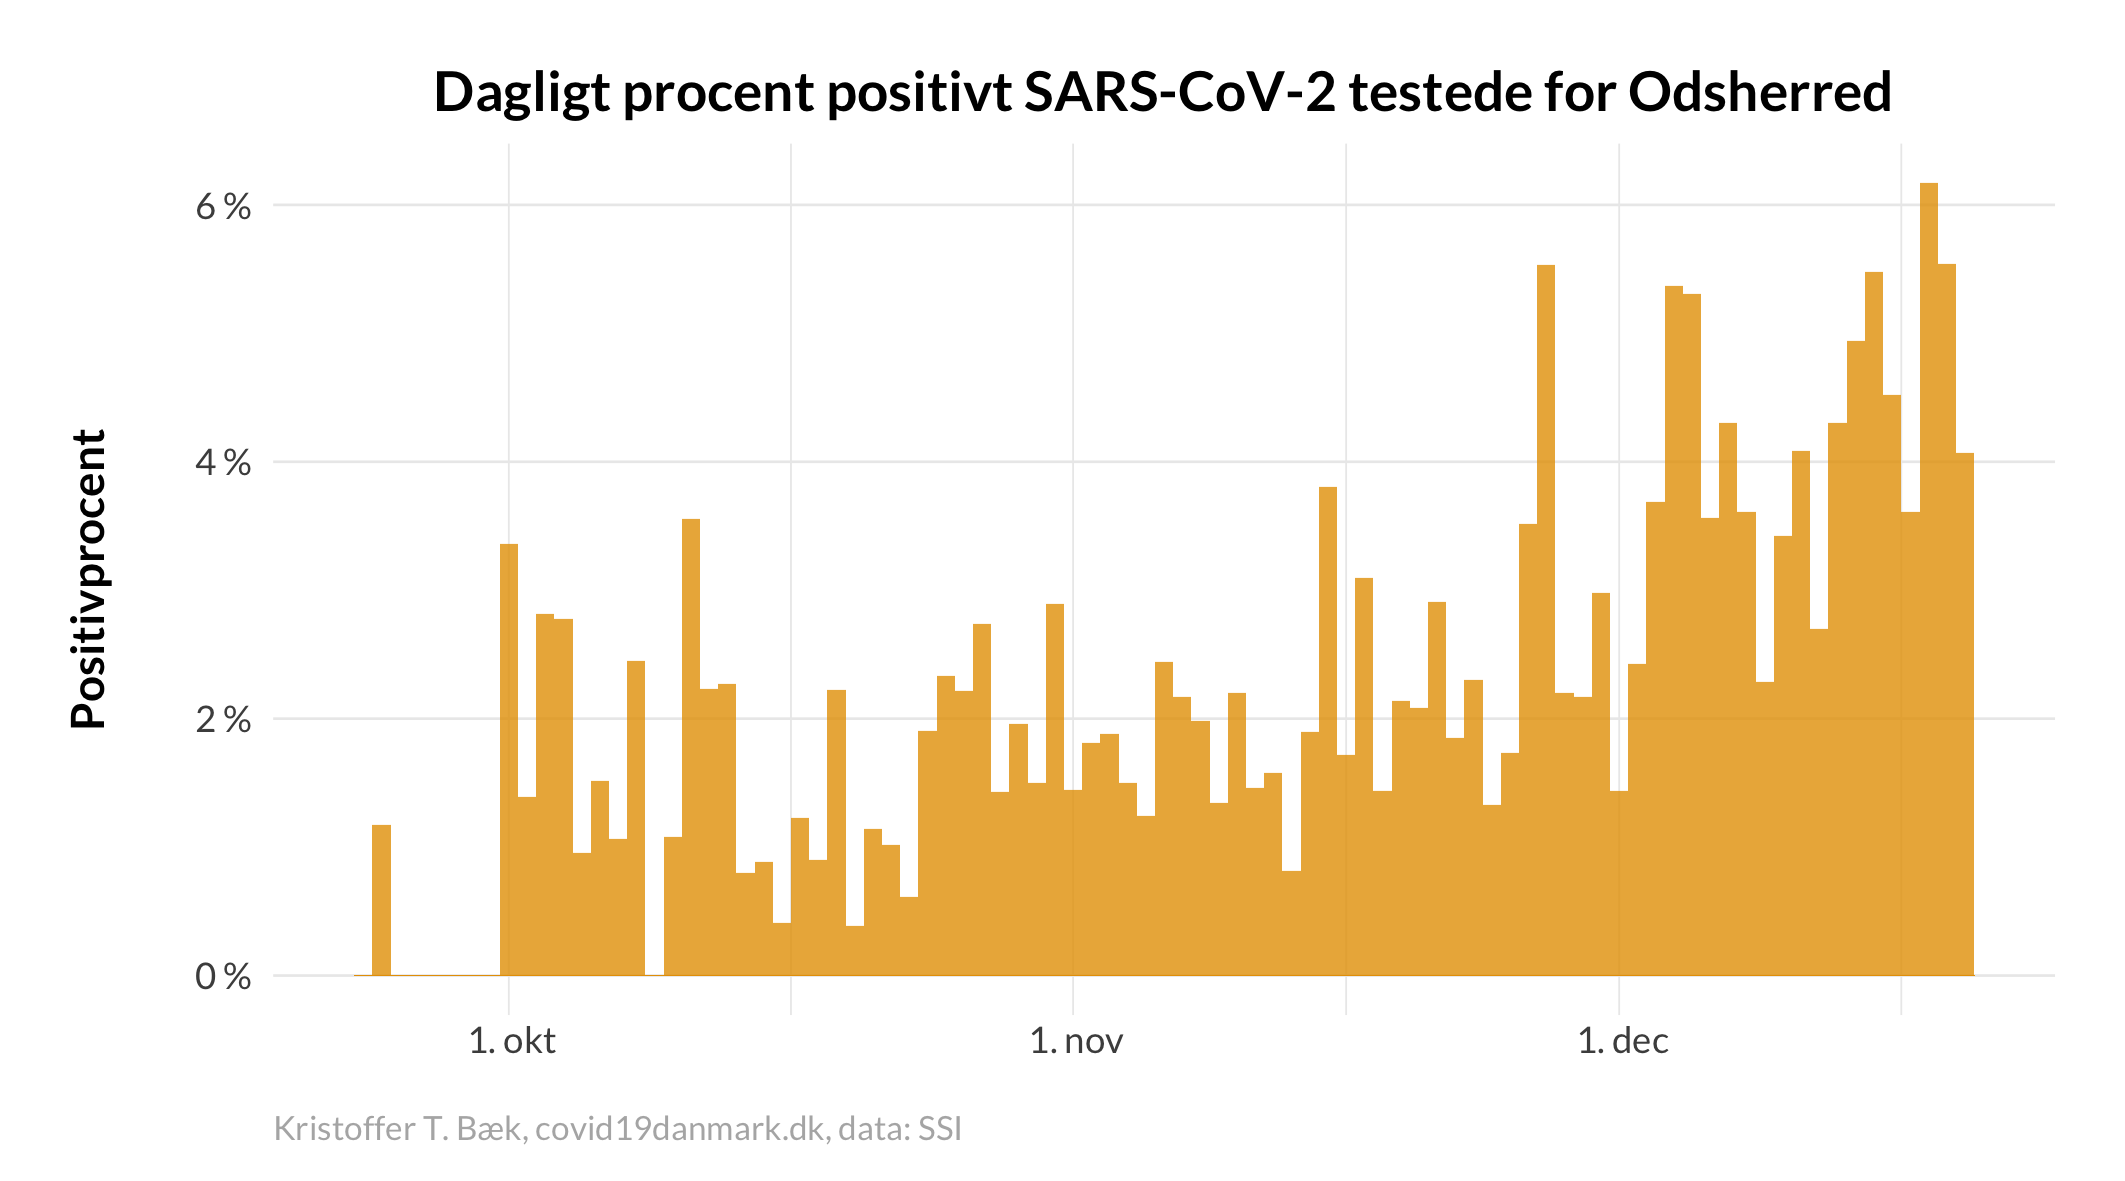 Dagligt procent positivt SARS-CoV-2 testede for Odsherred
6 %
4 %
2 %
0 %
Positivprocent
1. okt
1. nov
1. dec
Kristoffer T. Bæk, covid19danmark.dk, data: SSI